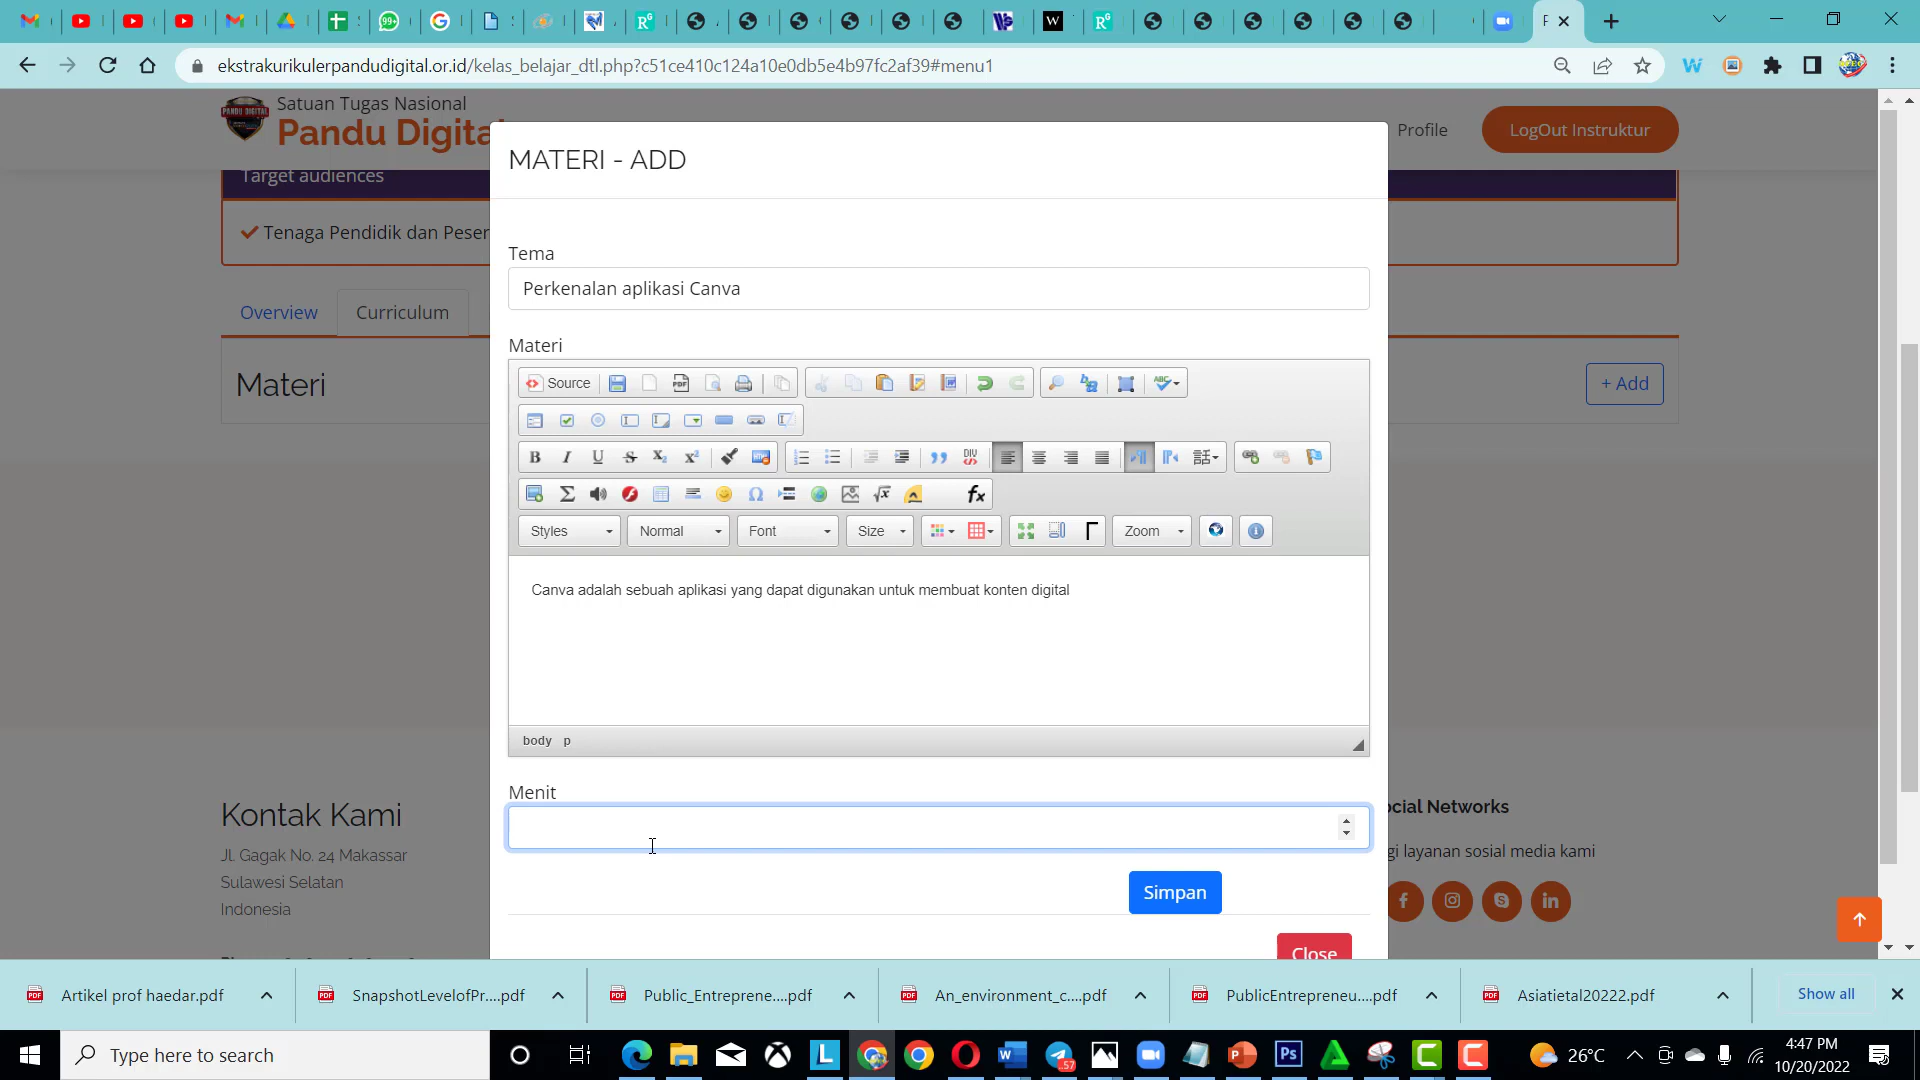 ekstrakurikulerpandudigital.or.id/kelas_belajar_dtl.php?c51ce410c124a10e0db5e4b97fc2af39#menu1
Satuan Tugas Nasional
Pandu Digita
Profile
LogOut Instruktur
MATERI - ADD
Target audiences
Tenaga Pendidik dan Peser
Tema
Perkenalan aplikasi Canva
Overview
Curriculum
Materi
Materi
+ Add
Source
Styles
Normal
Font
Size
Zoom
Canva adalah sebuah aplikasi yang dapat digunakan untuk membuat konten digital
body p
Menit
Simpan
Close
Kontak Kami
Jl. Gagak No. 24 Makassar
Sulawesi Selatan
Indonesia
ocial Networks
gi layanan sosial media kami
Artikel prof haedar.pdf
SnapshotLevelofPr....pdf
Public_Entreprene....pdf
An_environment_c....pdf
PublicEntrepreneu....pdf
Asiatietal20222.pdf
Show all
Type here to search
26°C
4:47 PM
10/20/2022